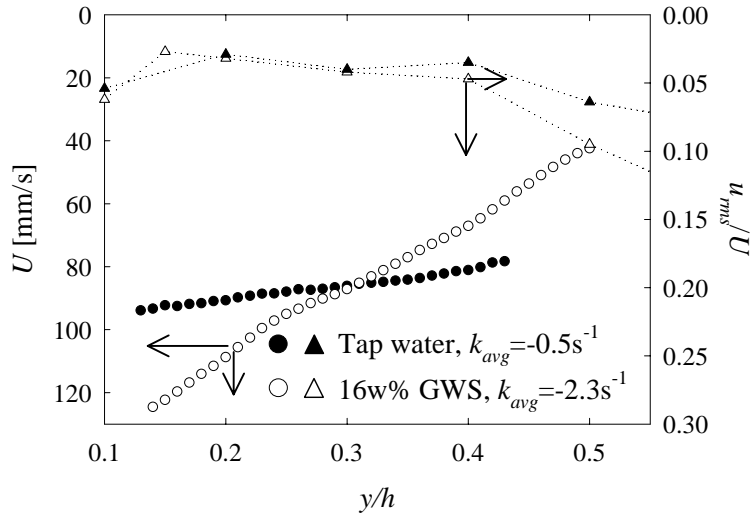 0
20
40
60
80
100
120
U [mm/s]
0.00
0.05
0.10
0.15
0.20
0.25
0.30
u_rms/U
Tap water, k_avg=-0.5s⁻¹
16w% GWS, k_avg=-2.3s⁻¹
0.1 0.2 0.3 0.4 0.5
y/h